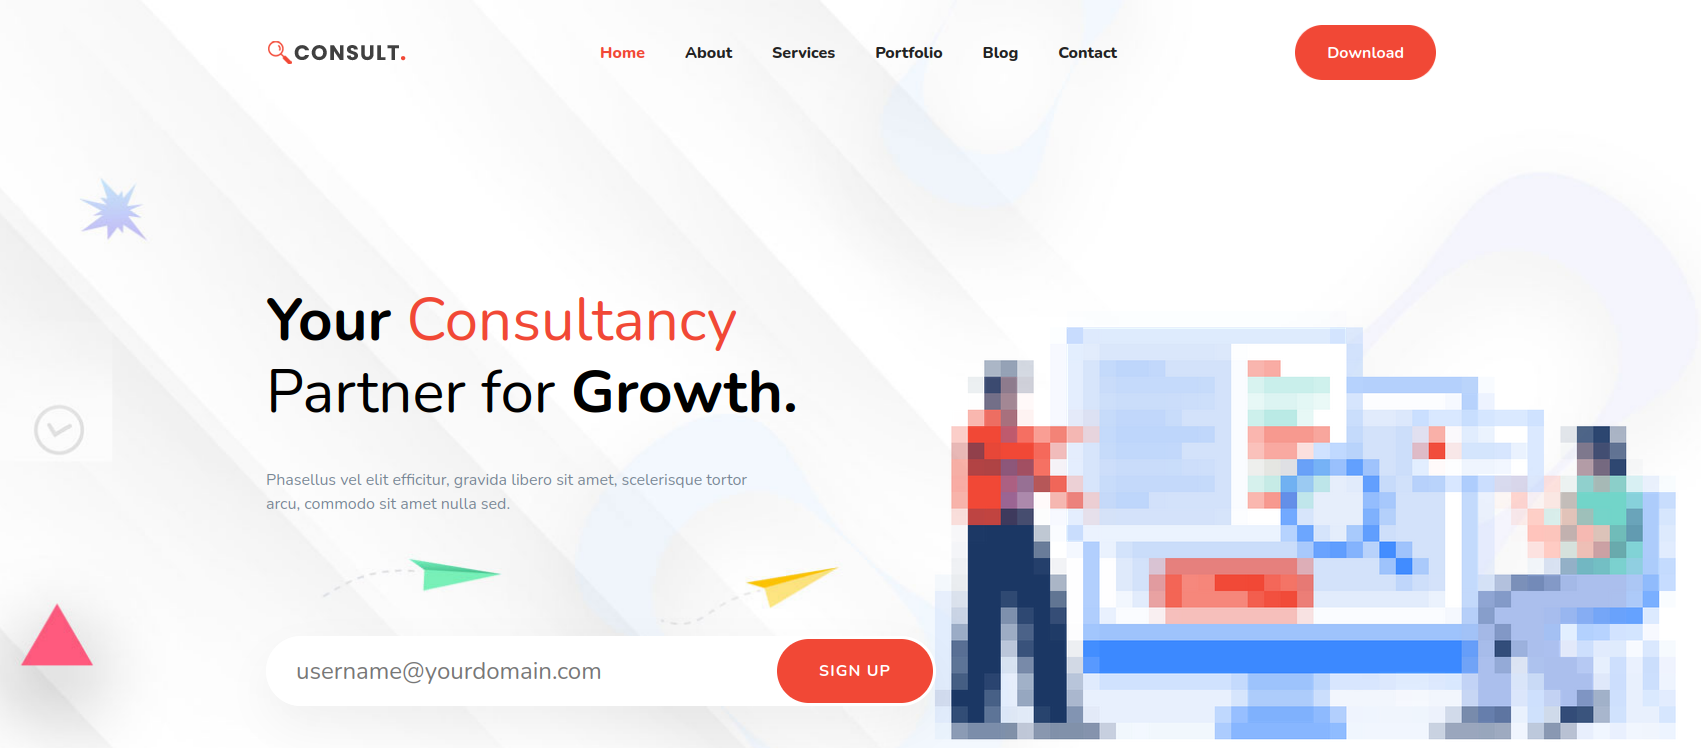 CONSULT.
Home About Services Portfolio Blog Contact
Download
Your Consultancy
Partner for Growth.
Phasellus vel elit efficitur, gravida libero sit amet, scelerisque tortor
arcu, commodo sit amet nulla sed.
username@yourdomain.com
SIGN UP